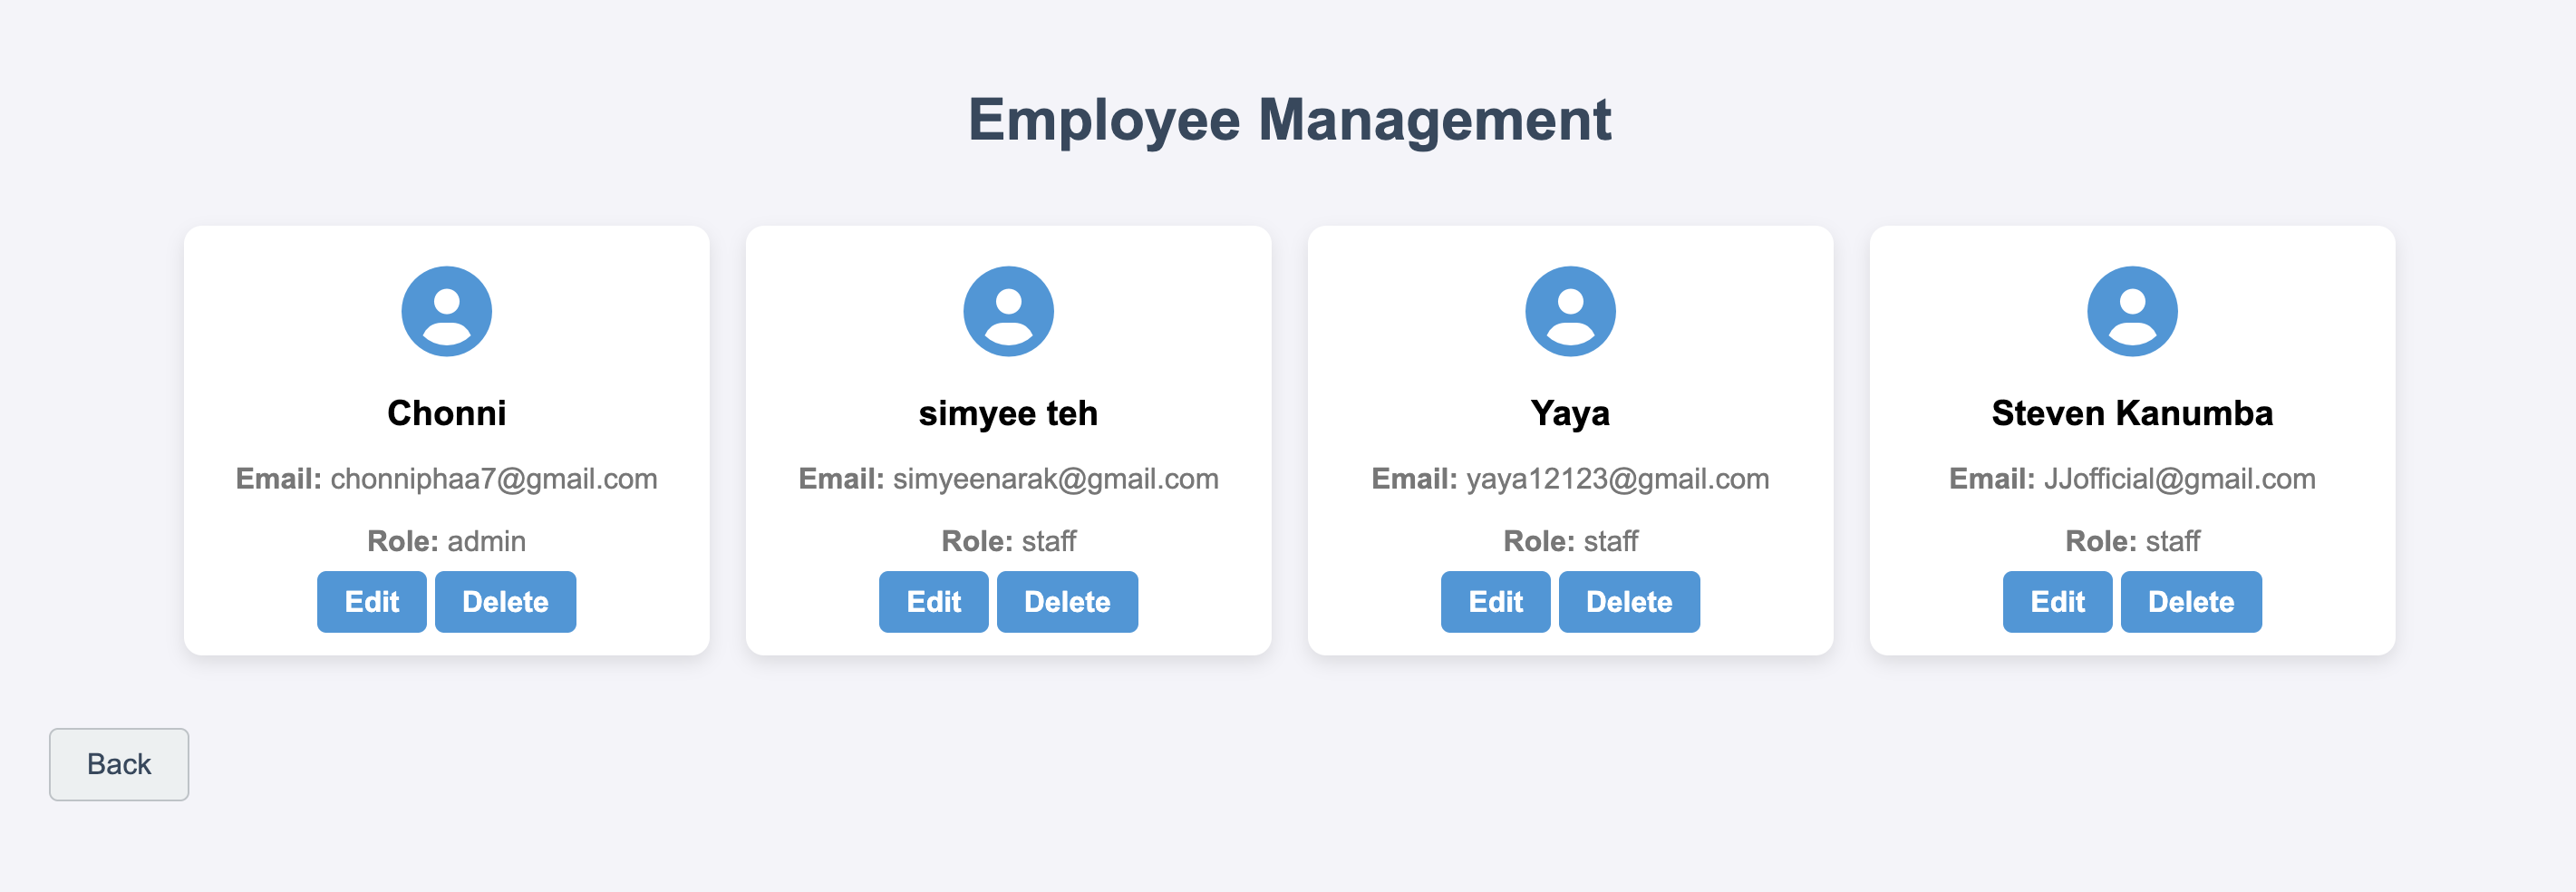 Employee Management
Chonni
Email: chonniphaa7@gmail.com
Role: admin
Edit Delete
simyee teh
Email: simyeenarak@gmail.com
Role: staff
Edit Delete
Yaya
Email: yaya12123@gmail.com
Role: staff
Edit Delete
Steven Kanumba
Email: JJofficial@gmail.com
Role: staff
Edit Delete
Back